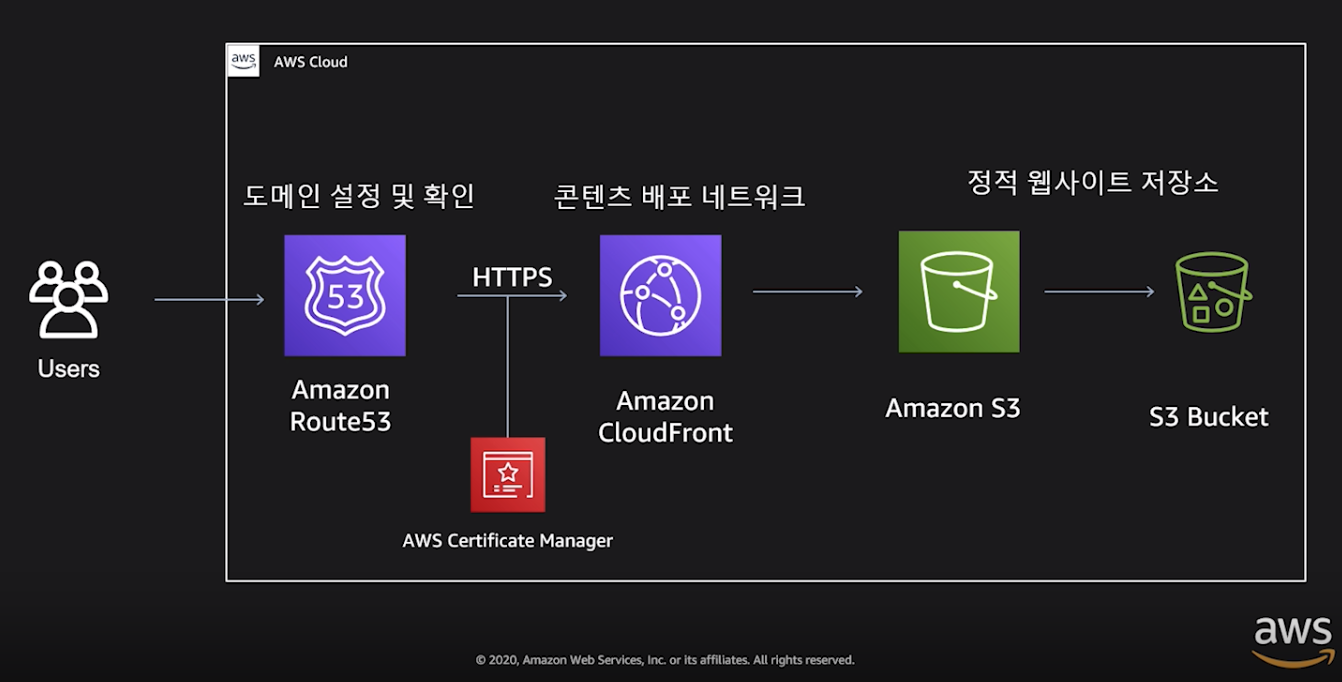 aws
AWS Cloud
도메인 설정 및 확인
콘텐츠 배포 네트워크
정적 웹사이트 저장소
53
HTTPS
Users
Amazon
Route53
Amazon
CloudFront
Amazon S3
S3 Bucket
AWS Certificate Manager
aws
© 2020, Amazon Web Services, Inc. or its affiliates. All rights reserved.